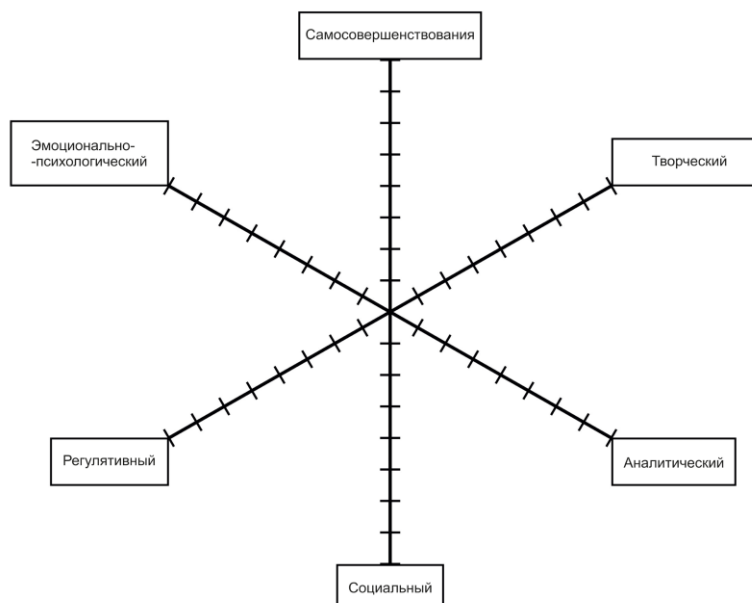 Самосовершенствования
Эмоционально-
-психологический
Творческий
Регулятивный
Аналитический
Социальный